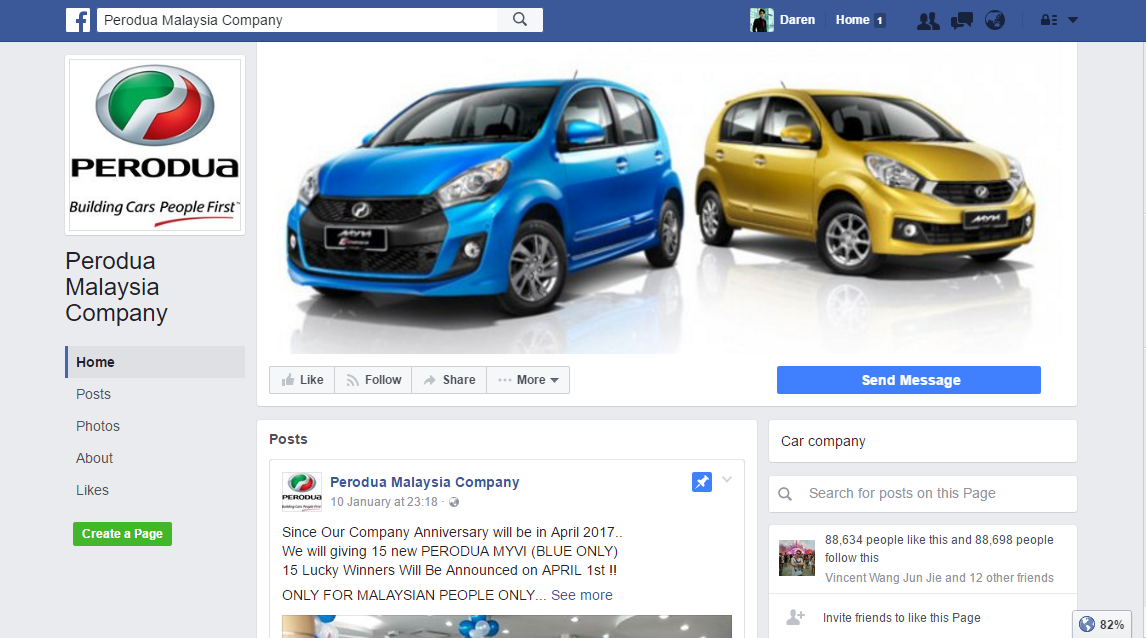 Perodua Malaysia Company
Daren
Home 1
PERODUA
Building Cars People First™
Perodua
Malaysia
Company
Home
Posts
Photos
About
Likes
Create a Page
MYVI
MYVI
Like
Follow
Share
More
Send Message
Posts
Perodua Malaysia Company
10 January at 23:18
Since Our Company Anniversary will be in April 2017..
We will giving 15 new PERODUA MYVI (BLUE ONLY)
15 Lucky Winners Will Be Announced on APRIL 1st !!
ONLY FOR MALAYSIAN PEOPLE ONLY... See more
PERODUA
Car company
Search for posts on this Page
88,634 people like this and 88,698 people
follow this
Vincent Wang Jun Jie and 12 other friends
Invite friends to like this Page
82%